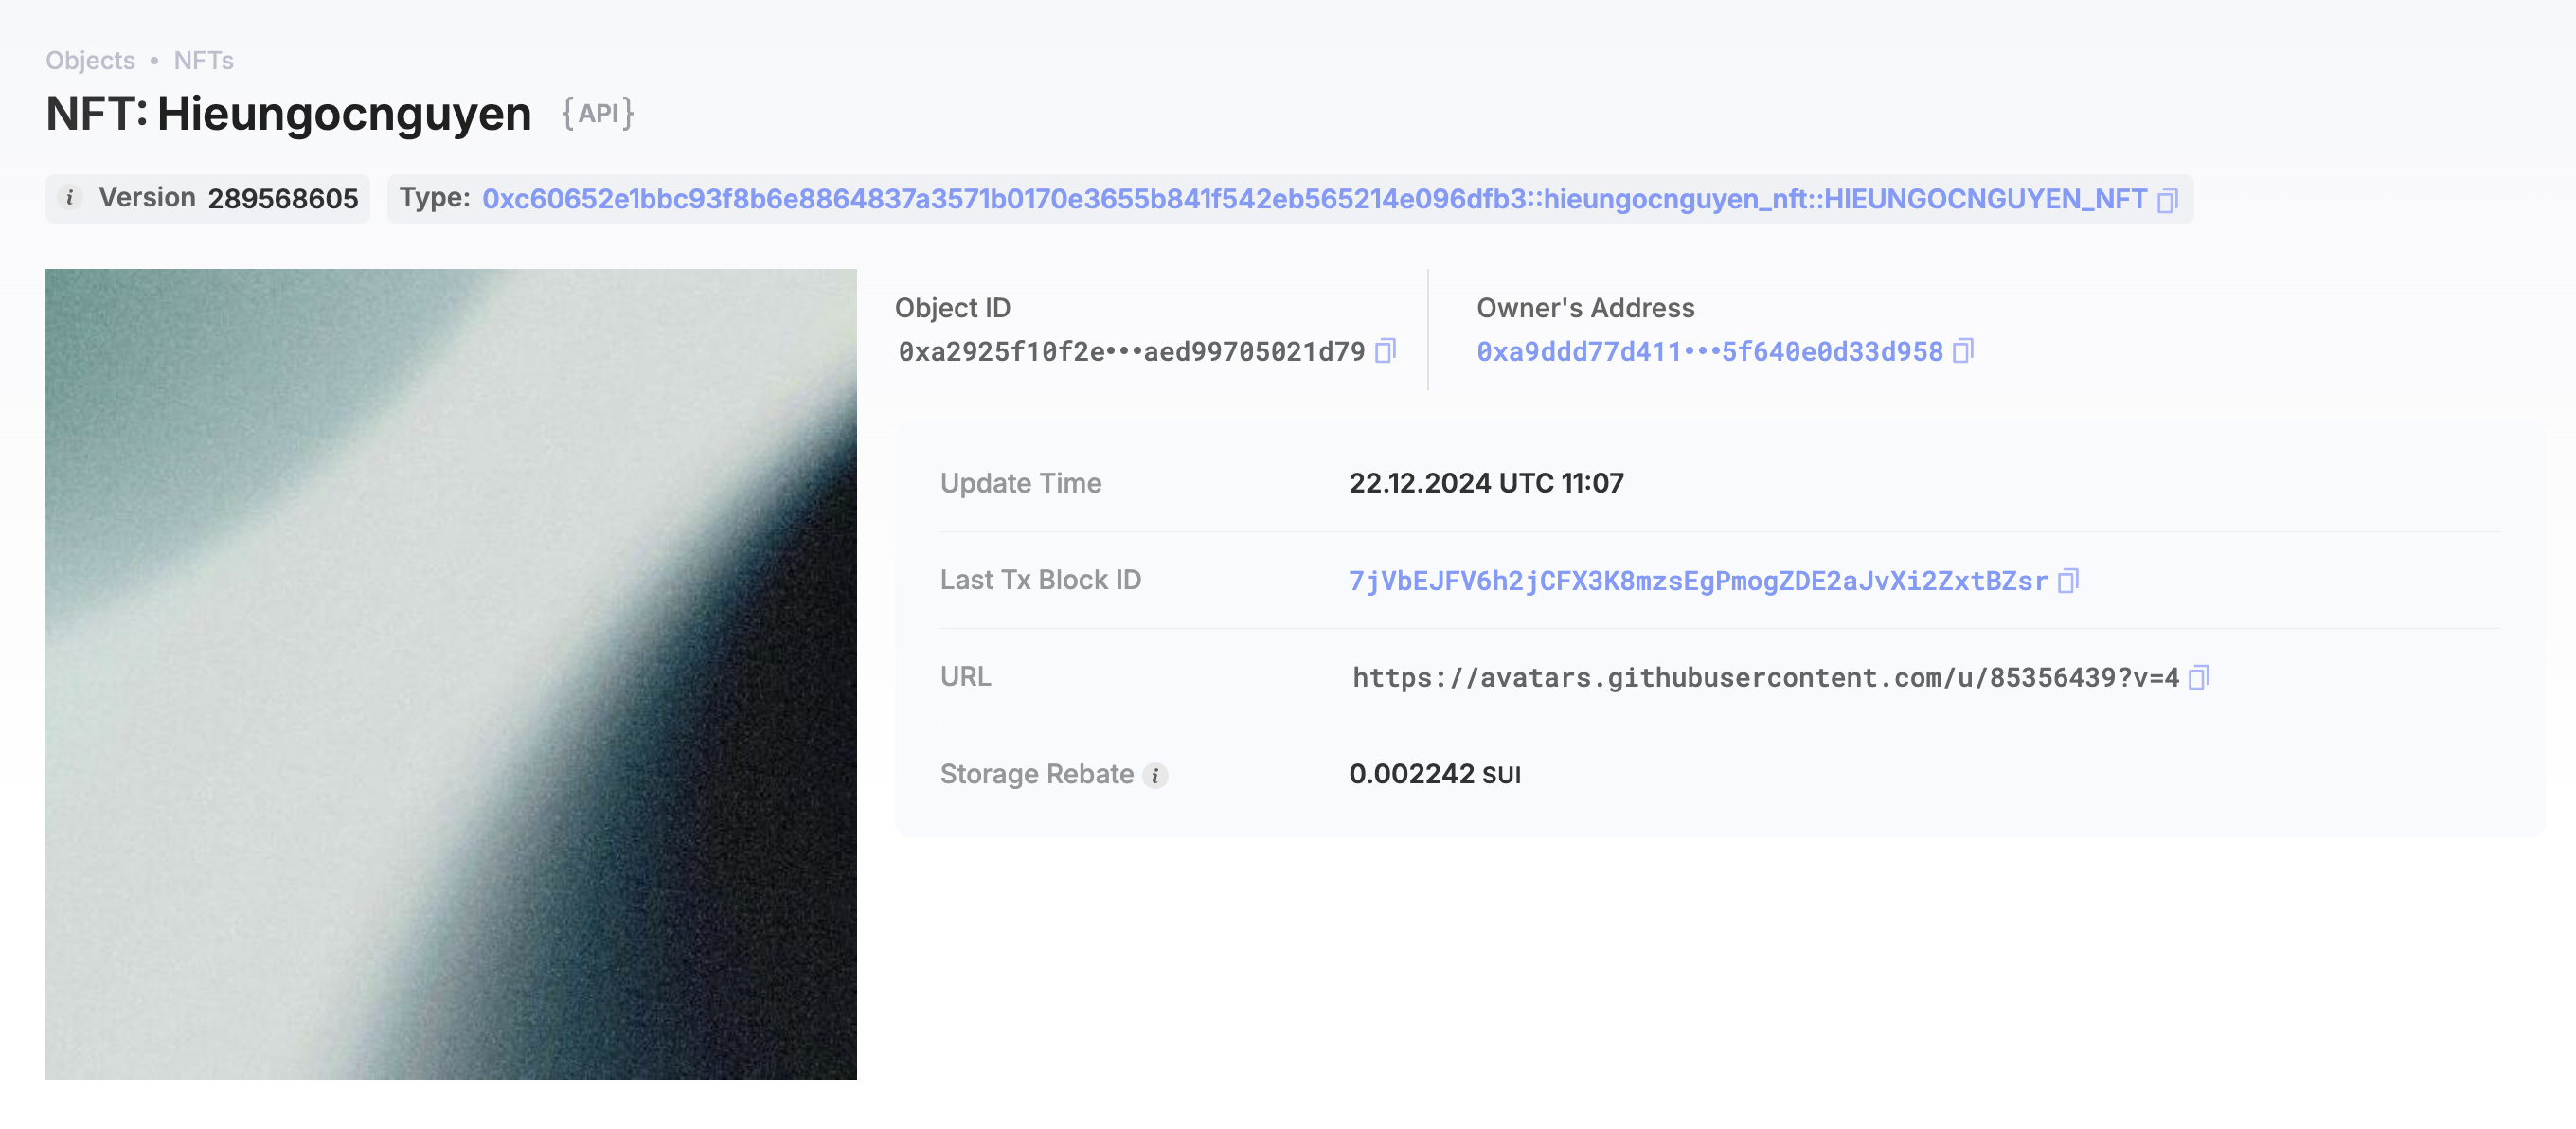 Objects • NFTs
NFT: Hieungocnguyen {API}
i Version 289568605 Type: 0xc60652e1bbc93f8b6e8864837a3571b0170e3655b841f542eb565214e096dfb3::hieungocnguyen_nft::HIEUNGOCNGUYEN_NFT
Object ID
0xa2925f10f2e•••aed99705021d79
Owner's Address
0xa9ddd77d411•••5f640e0d33d958
Update Time 22.12.2024 UTC 11:07
Last Tx Block ID 7jVbEJFV6h2jCFX3K8mzsEgPmogZDE2aJvXi2ZxtBZsr
URL https://avatars.githubusercontent.com/u/85356439?v=4
Storage Rebate i 0.002242 SUI